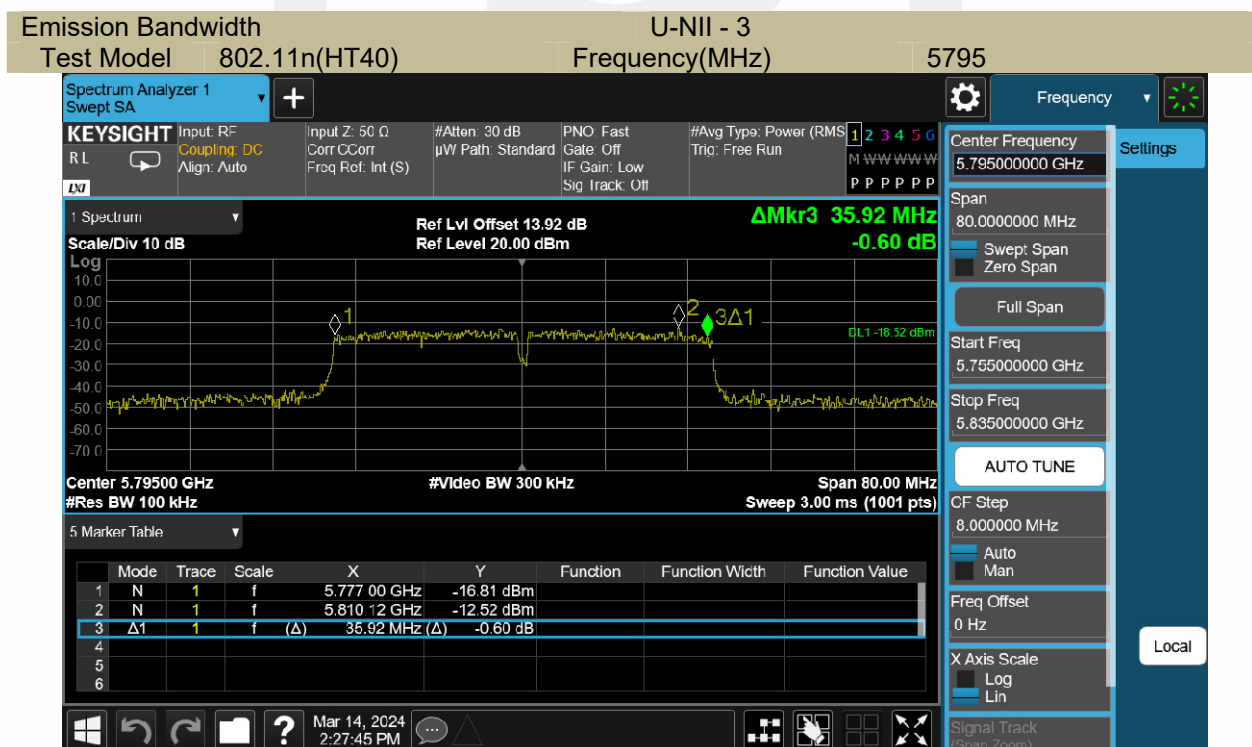 Emission Bandwidth U-NII - 3
Test Model 802.11n(HT40) Frequency(MHz) 5795
Spectrum Analyzer 1
Swept SA
Frequency
KEYSIGHT
R L
LXI
Input: RF
Coupling: DC
Align: Auto
Input Z: 50 Ω
Corr CCorr
Freq Ref: Int (S)
#Atten: 30 dB
µW Path: Standard
PNO: Fast
Gate: Off
IF Gain: Low
Sig Track: Off
#Avg Type: Power (RMS
Trig: Free Run
1 2 3 4 5 6
M W W W W W
P P P P P P
Center Frequency
5.795000000 GHz
Settings
Span
80.0000000 MHz
Swept Span
Zero Span
Full Span
Start Freq
5.755000000 GHz
Stop Freq
5.835000000 GHz
AUTO TUNE
CF Step
8.000000 MHz
Auto
Man
Freq Offset
0 Hz
X Axis Scale
Log
Lin
Signal Track
(Span Zoom)
Local
1 Spectrum
Scale/Div 10 dB
Ref Lvl Offset 13.92 dB
Ref Level 20.00 dBm
ΔMkr3 35.92 MHz
-0.60 dB
Log
10.0
0.00
-10.0
-20.0
-30.0
-40.0
-50.0
-60.0
-70.0
1
2
3Δ1
DL1 -18.52 dBm
Center 5.79500 GHz
#Res BW 100 kHz
#Video BW 300 kHz
Span 80.00 MHz
Sweep 3.00 ms (1001 pts)
5 Marker Table
Mode Trace Scale X Y Function Function Width Function Value
1 N 1 f 5.777 00 GHz -16.81 dBm
2 N 1 f 5.810 12 GHz -12.52 dBm
3 Δ1 1 f (Δ) 35.92 MHz (Δ) -0.60 dB
4
5
6
?
Mar 14, 2024
2:27:45 PM